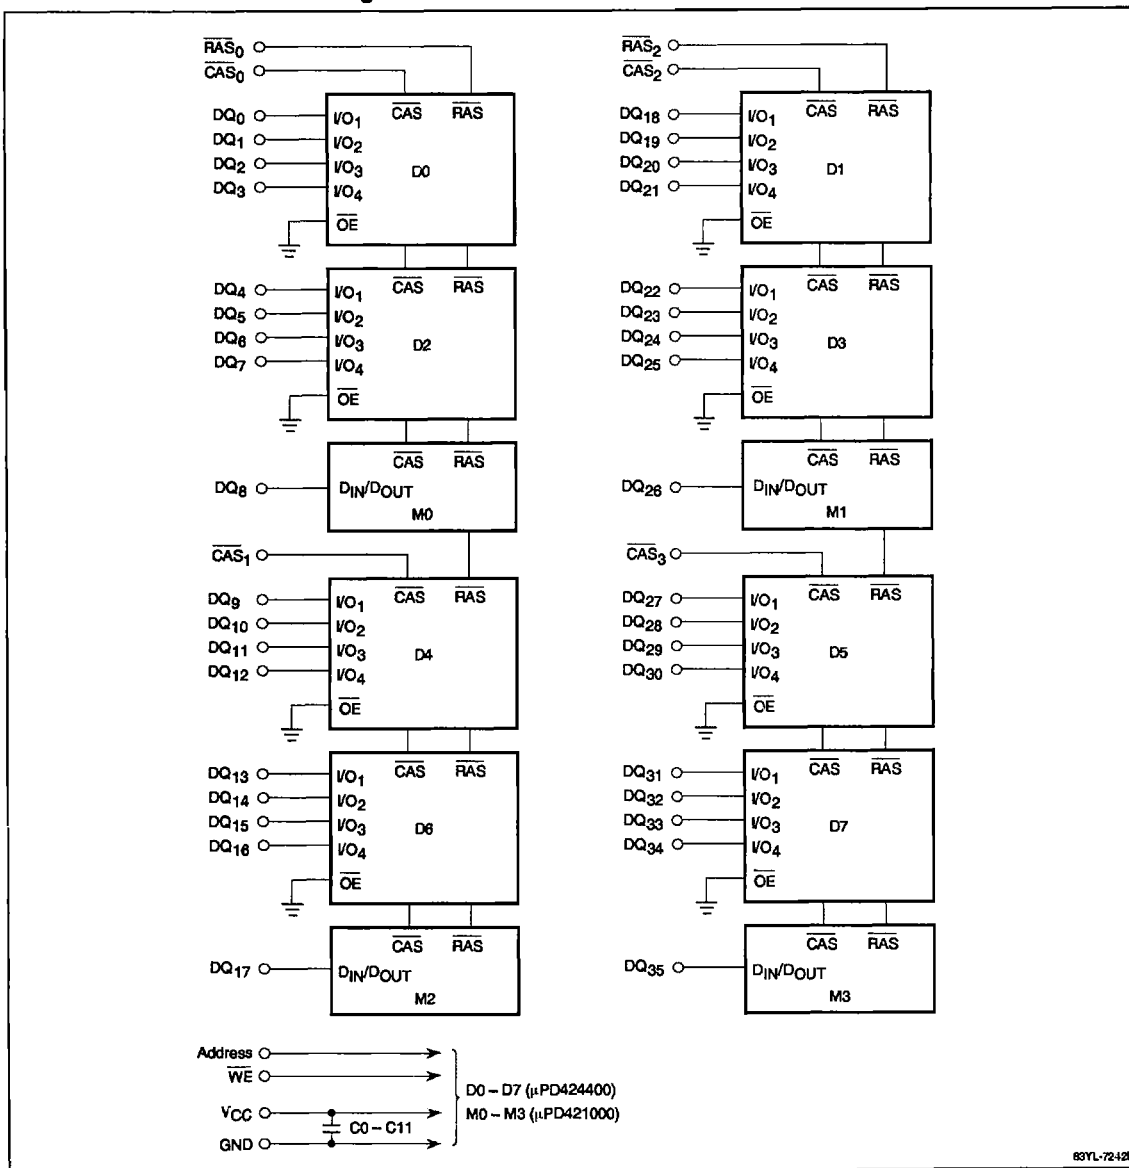 RAS0
CAS0
DQ0 I/O1 CAS RAS
DQ1 I/O2
DQ2 I/O3 D0
DQ3 I/O4
OE
DQ4 I/O1 CAS RAS
DQ5 I/O2
DQ6 I/O3 D2
DQ7 I/O4
OE
CAS RAS
DQ8 DIN/DOUT
M0
CAS1
DQ9 I/O1 CAS RAS
DQ10 I/O2
DQ11 I/O3 D4
DQ12 I/O4
OE
DQ13 I/O1 CAS RAS
DQ14 I/O2
DQ15 I/O3 D6
DQ16 I/O4
OE
CAS RAS
DQ17 DIN/DOUT
M2
RAS2
CAS2
DQ18 I/O1 CAS RAS
DQ19 I/O2
DQ20 I/O3 D1
DQ21 I/O4
OE
DQ22 I/O1 CAS RAS
DQ23 I/O2
DQ24 I/O3 D3
DQ25 I/O4
OE
CAS RAS
DQ26 DIN/DOUT
M1
CAS3
DQ27 I/O1 CAS RAS
DQ28 I/O2
DQ29 I/O3 D5
DQ30 I/O4
OE
DQ31 I/O1 CAS RAS
DQ32 I/O2
DQ33 I/O3 D7
DQ34 I/O4
OE
CAS RAS
DQ35 DIN/DOUT
M3
Address
WE
VCC
C0 – C11
GND
D0 – D7 (µPD424400)
M0 – M3 (µPD421000)